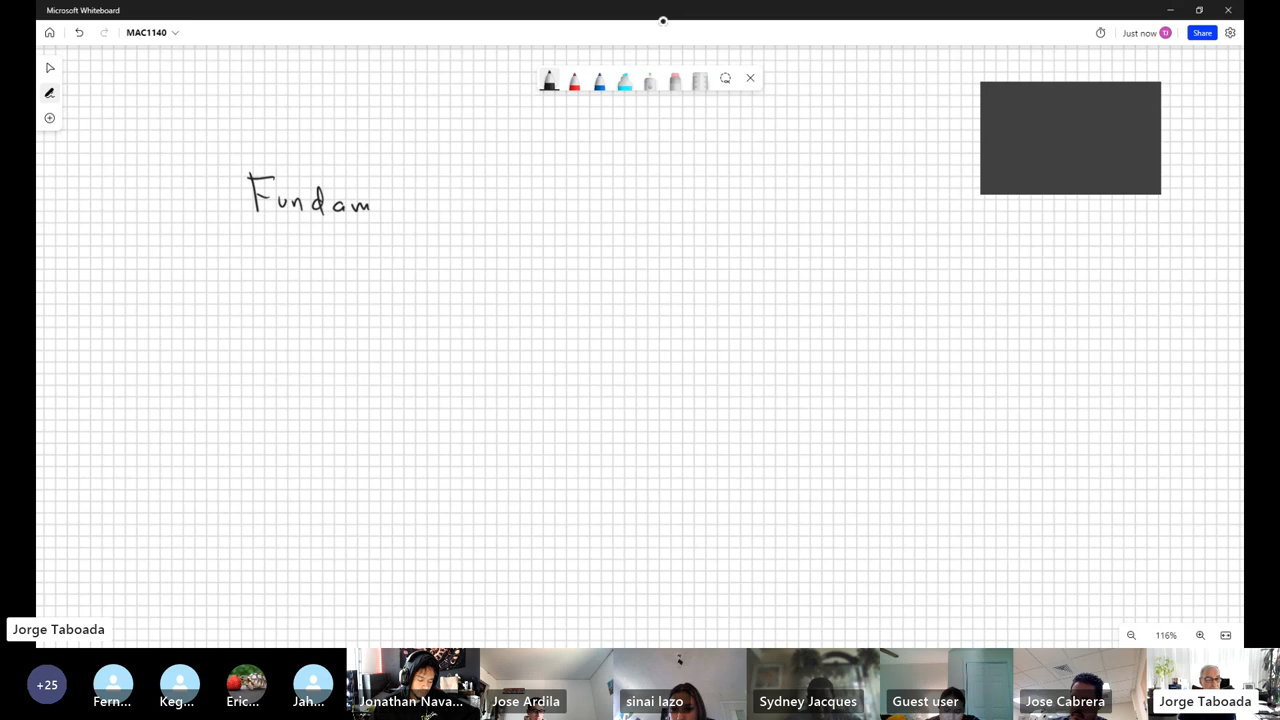 Microsoft Whiteboard
MAC1140
Just now
TJ
Share
Fundam
Jorge Taboada
116%
+25
Fern...
Keg...
Eric...
Jah...
Jonathan Nava...
Jose Ardila
sinai lazo
Sydney Jacques
Guest user
Jose Cabrera
Jorge Taboada